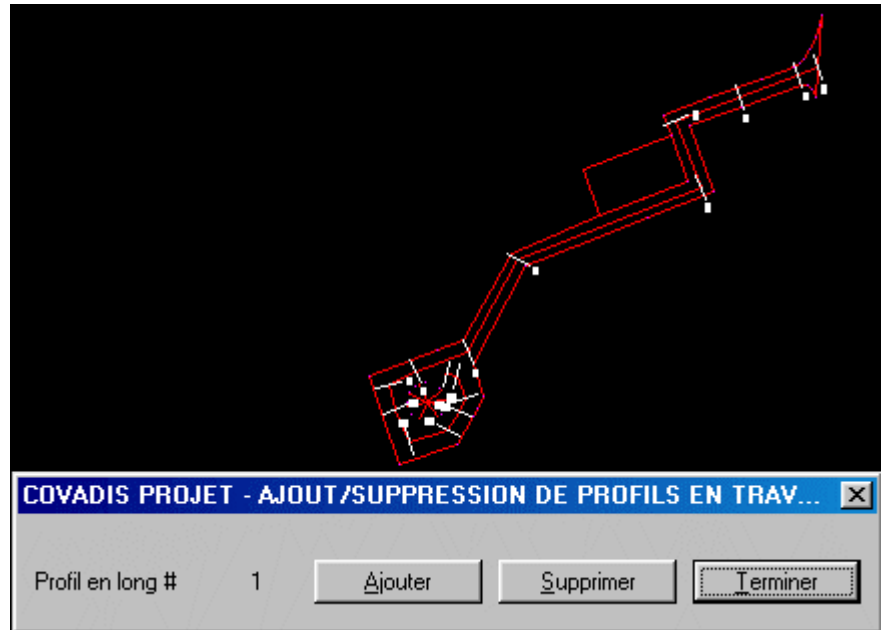 COVADIS PROJET - AJOUT/SUPPRESSION DE PROFILS EN TRAV...
Profil en long # 1 Ajouter Supprimer Terminer